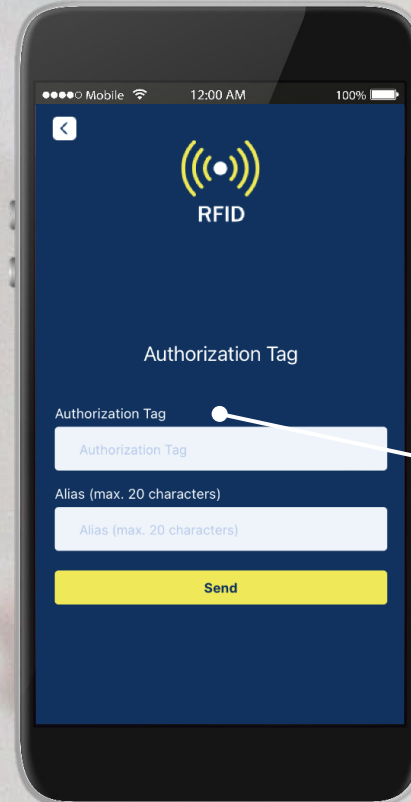 Mobile 12:00 AM 100%
RFID
Authorization Tag
Authorization Tag
Authorization Tag
Alias (max. 20 characters)
Alias (max. 20 characters)
Send